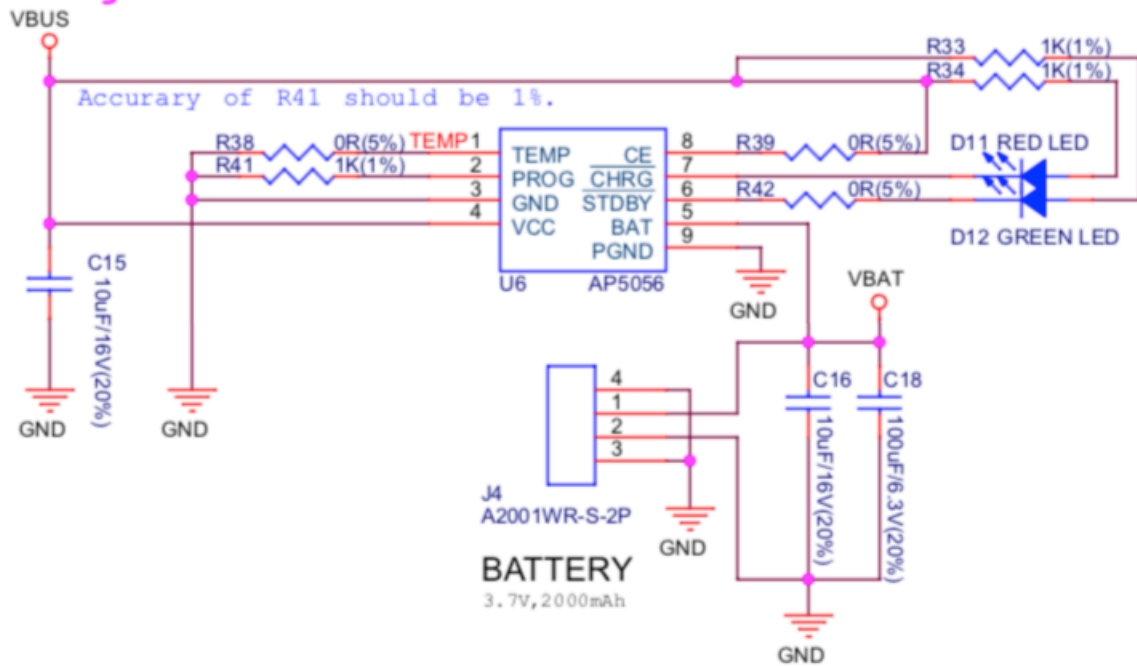 VBUS
R33 1K(1%)
R34 1K(1%)
Accurary of R41 should be 1%.
R38 0R(5%) TEMP 1
R41 1K(1%) 2
3
4
TEMP CE
PROG CHRG
GND STDBY
VCC BAT
PGND
8 R39 0R(5%)
7
6 R42 0R(5%)
5
9
D11 RED LED
D12 GREEN LED
U6 AP5056
C15
10uF/16V(20%)
GND
GND
GND
VBAT
4
1
2
3
C16
10uF/16V(20%)
C18
100uF/6.3V(20%)
J4
A2001WR-S-2P
GND
BATTERY
3.7V,2000mAh
GND